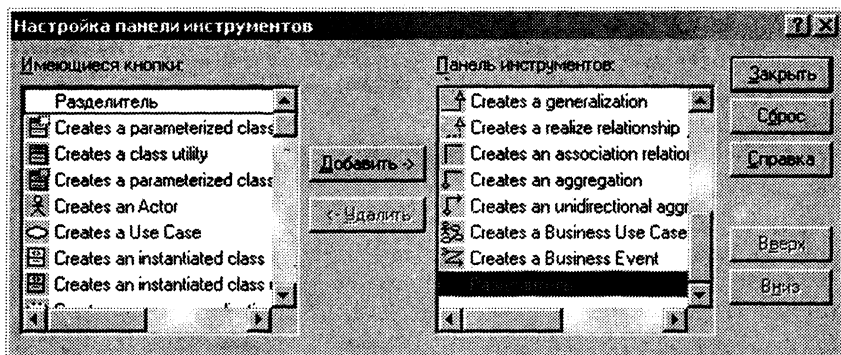 Настройка панели инструментов
Имеющиеся кнопки:
Разделитель
Creates a parameterized class
Creates a class utility
Creates a parameterized class
Creates an Actor
Creates a Use Case
Creates an instantiated class
Creates an instantiated class
Добавить ->
<- Удалить
Панель инструментов:
Creates a generalization
Creates a realize relationship
Creates an association relation
Creates an aggregation
Creates an unidirectional aggr
Creates a Business Use Case
Creates a Business Event
Разделитель
Закрыть
Сброс
Справка
Вверх
Вниз